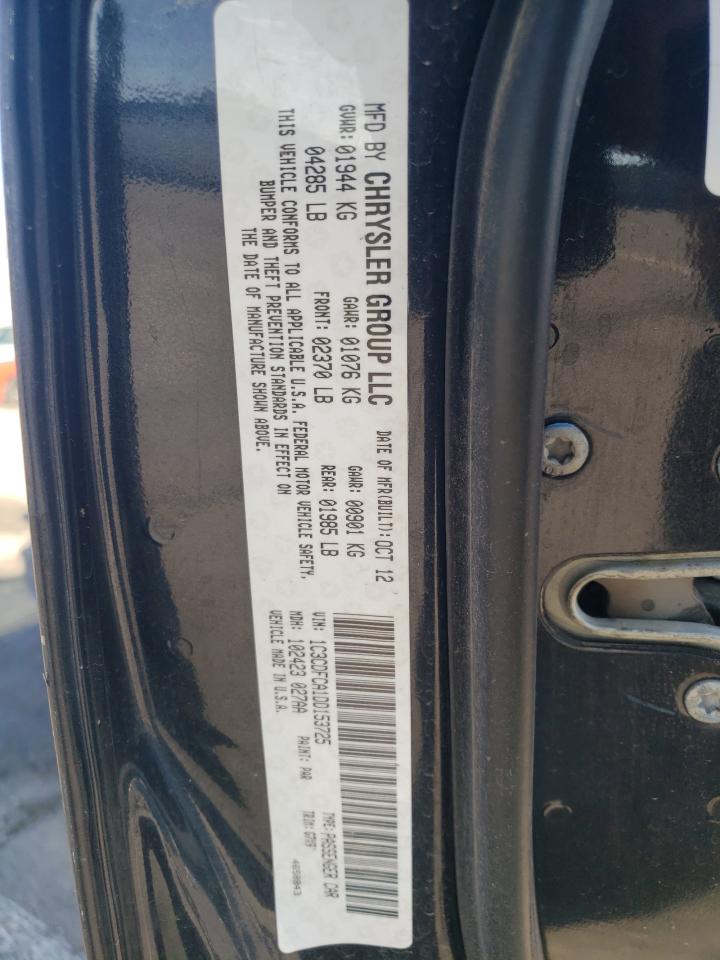 MFD BY CHRYSLER GROUP LLC DATE OF MFR(BUILT): OCT 12
GVWR: 01944 KG GAWR: 01076 KG GAWR: 00901 KG
04285 LB FRONT: 02370 LB REAR: 01985 LB
THIS VEHICLE CONFORMS TO ALL APPLICABLE U.S.A. FEDERAL MOTOR VEHICLE SAFETY,
BUMPER AND THEFT PREVENTION STANDARDS IN EFFECT ON
THE DATE OF MANUFACTURE SHOWN ABOVE.
VIN: 1C3CDFCA1DD153725 TYPE: PASSENGER CAR
MDH: 102423 027AA PAINT: PAR TRIM:
VEHICLE MADE IN U.S.A.